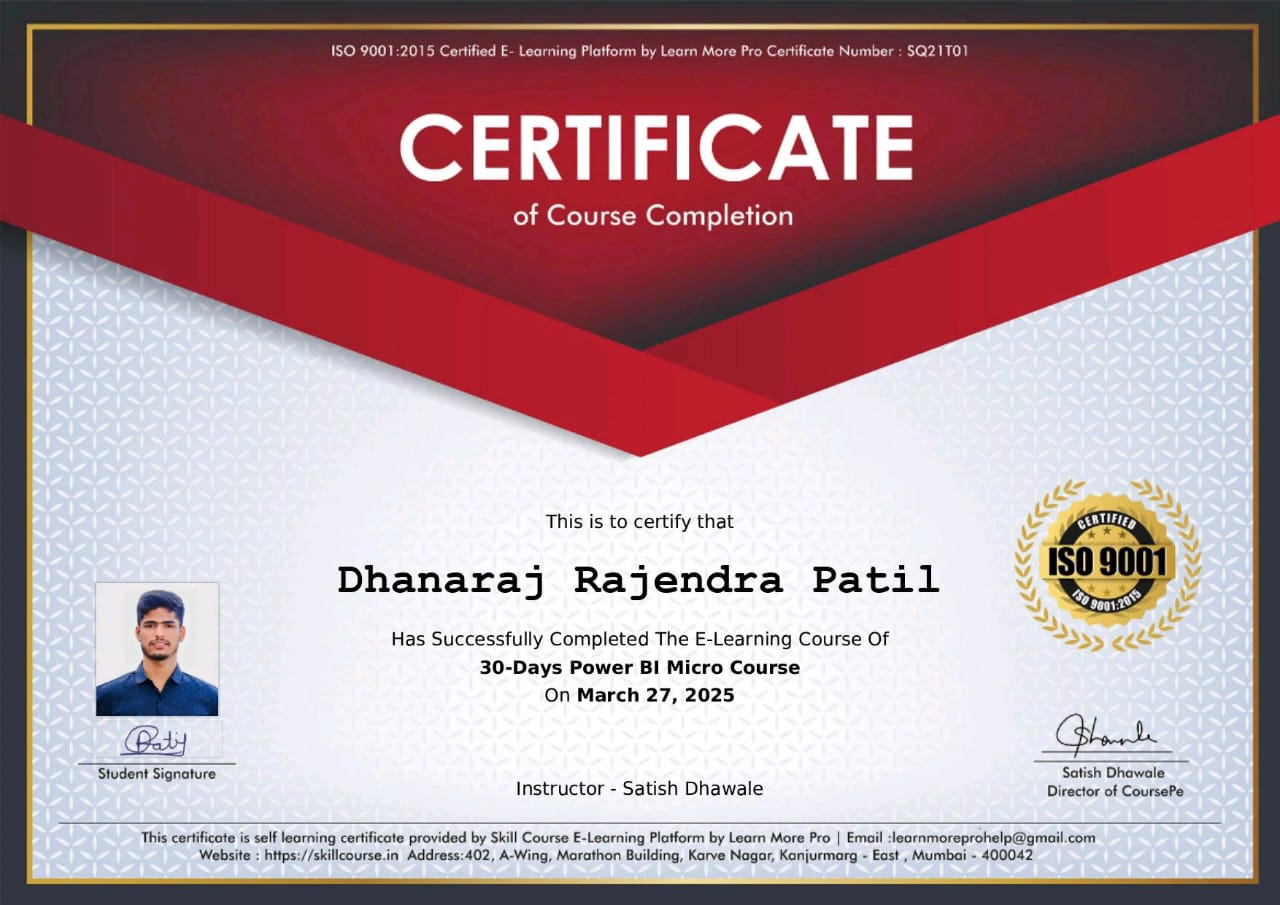 ISO 9001:2015 Certified E- Learning Platform by Learn More Pro Certificate Number : SQ21T01
CERTIFICATE
of Course Completion
This is to certify that
Dhanaraj Rajendra Patil
Has Successfully Completed The E-Learning Course Of
30-Days Power BI Micro Course
On March 27, 2025
CERTIFIED
ISO 9001
ISO 9001:2015
Patil
Student Signature
Instructor - Satish Dhawale
Satish Dhawale
Director of CoursePe
This certificate is self learning certificate provided by Skill Course E-Learning Platform by Learn More Pro | Email :learnmoreprohelp@gmail.com
Website : https://skillcourse.in Address:402, A-Wing, Marathon Building, Karve Nagar, Kanjurmarg - East , Mumbai - 400042